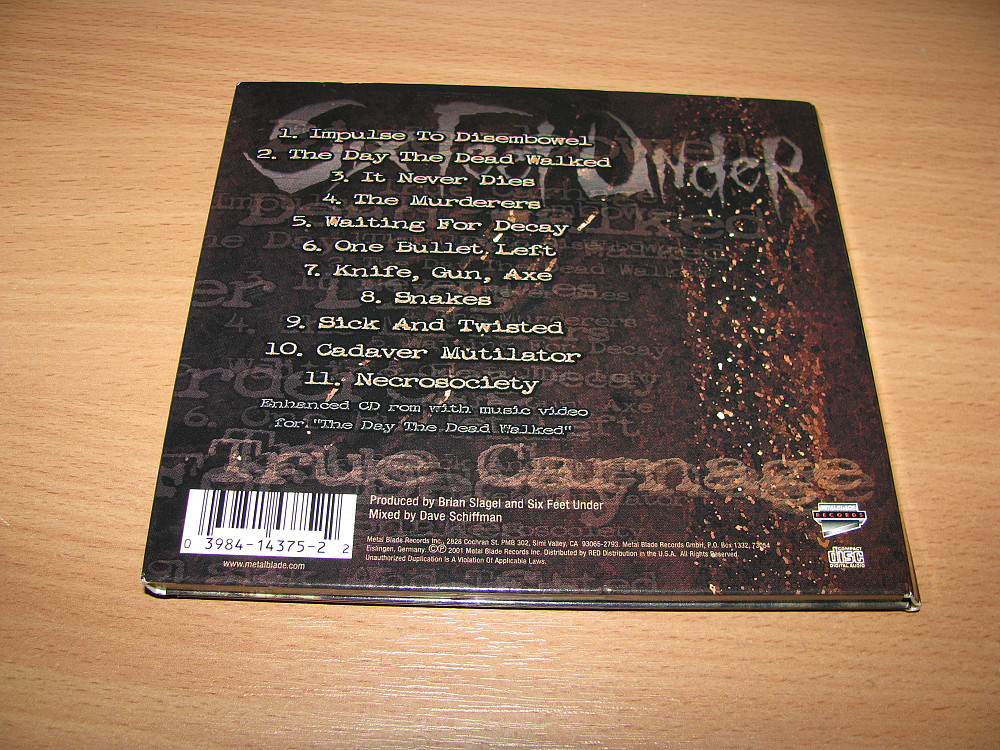 Six Feet Under
1. Impulse To Disembowel
2. The Day The Dead Walked
3. It Never Dies
4. The Murderers
5. Waiting For Decay
6. One Bullet Left
7. Knife, Gun, Axe
8. Snakes
9. Sick And Twisted
10. Cadaver Mutilator
11. Necrosociety
Enhanced CD rom with music video
for "The Day The Dead Walked"
True Carnage
0 3984-14375-2 2
www.metalblade.com
Produced by Brian Slagel and Six Feet Under
Mixed by Dave Schiffman
Metal Blade Records Inc., 2828 Cochran St. PMB 302, Simi Valley, CA 93065-2793. Metal Blade Records GmbH, P.O. Box 1332, 73054
Eislingen, Germany. ©℗ 2001 Metal Blade Records Inc. Distributed by RED Distribution in the U.S.A. All Rights Reserved.
Unauthorized Duplication Is A Violation Of Applicable Laws.
METAL BLADE
RECORDS
COMPACT
disc
DIGITAL AUDIO